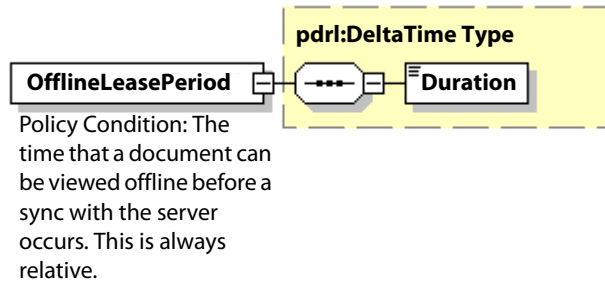 pdrl:DeltaTime Type
OfflineLeasePeriod
Duration
Policy Condition: The
time that a document can
be viewed offline before a
sync with the server
occurs. This is always
relative.